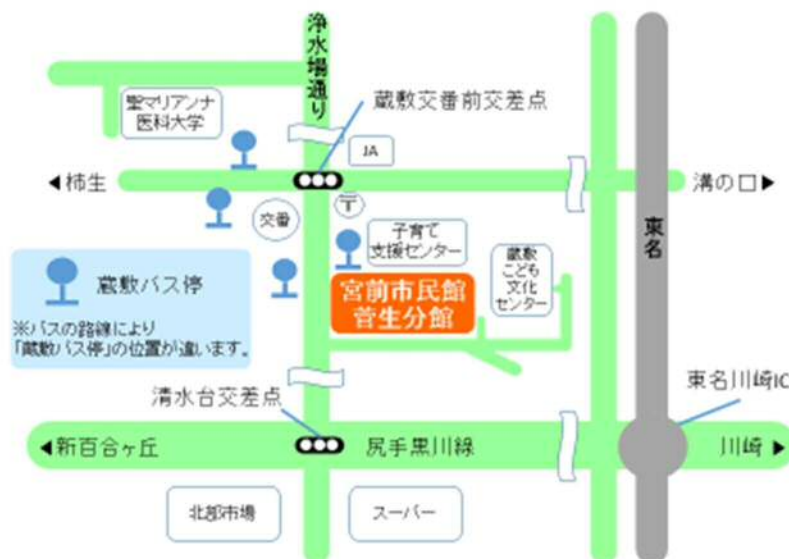 浄水場通り
聖マリアンナ
医科大学
蔵敷交番前交差点
JA
◀柿生
溝の口▶
〒
交番
子育て
支援センター
東名
蔵敷
こども
文化
センター
蔵敷バス停
※バスの路線により
「蔵敷バス停」の位置が違います。
宮前市民館
菅生分館
清水台交差点
東名川崎IC
◀新百合ヶ丘
尻手黒川線
川崎▶
北部市場
スーパー